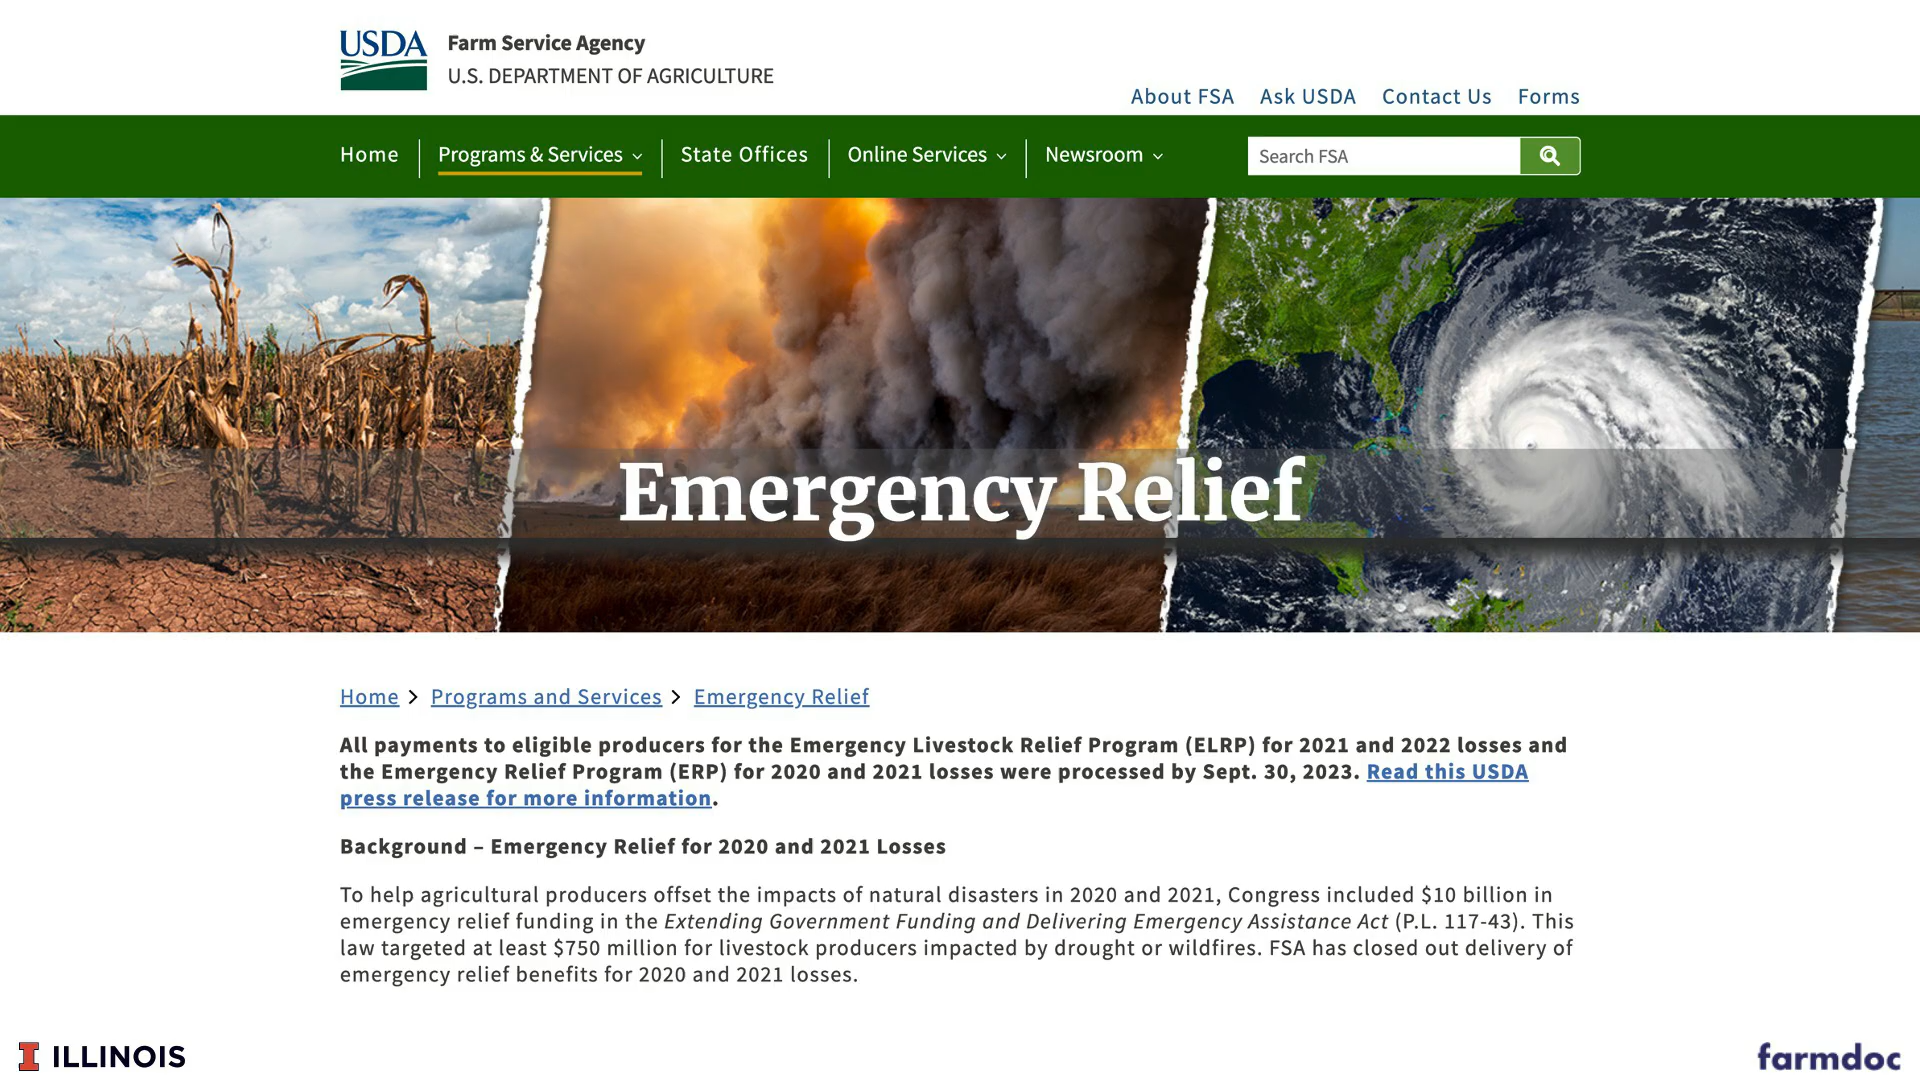 USDA
Farm Service Agency
U.S. DEPARTMENT OF AGRICULTURE
About FSA Ask USDA Contact Us Forms
Home Programs & Services State Offices Online Services Newsroom Search FSA
Emergency Relief
Home > Programs and Services > Emergency Relief
All payments to eligible producers for the Emergency Livestock Relief Program (ELRP) for 2021 and 2022 losses and
the Emergency Relief Program (ERP) for 2020 and 2021 losses were processed by Sept. 30, 2023. Read this USDA
press release for more information.
Background – Emergency Relief for 2020 and 2021 Losses
To help agricultural producers offset the impacts of natural disasters in 2020 and 2021, Congress included $10 billion in
emergency relief funding in the Extending Government Funding and Delivering Emergency Assistance Act (P.L. 117-43). This
law targeted at least $750 million for livestock producers impacted by drought or wildfires. FSA has closed out delivery of
emergency relief benefits for 2020 and 2021 losses.
I ILLINOIS
farmdoc